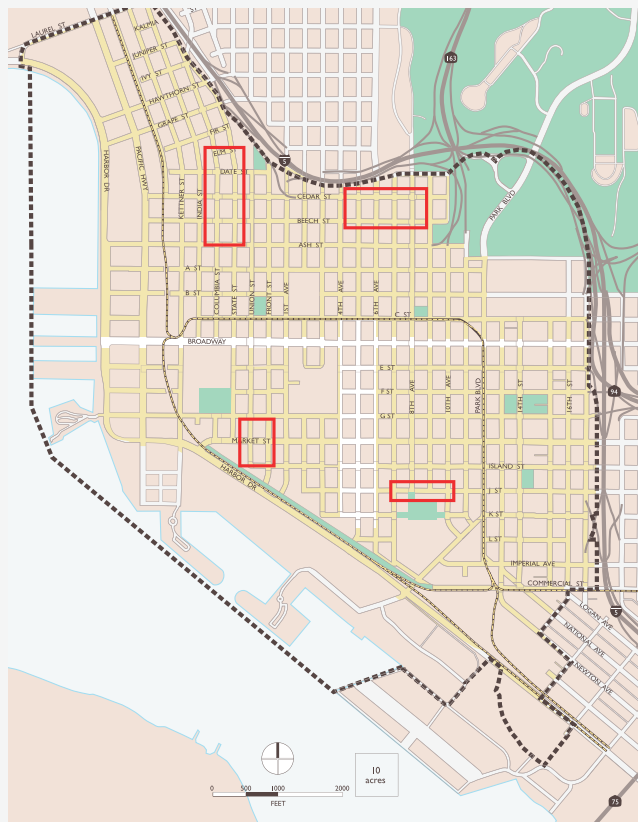 LAUREL ST
KALMIA
JUNIPER ST
IVY ST
HAWTHORN ST
GRAPE ST
FIR ST
ELM ST
DATE ST
CEDAR ST
BEECH ST
ASH ST
A ST
B ST
C ST
BROADWAY
E ST
F ST
G ST
MARKET ST
ISLAND ST
J ST
K ST
L ST
IMPERIAL AVE
COMMERCIAL ST
LOGAN AVE
NATIONAL AVE
NEWTON AVE
HARBOR DR
PACIFIC HWY
KETTNER ST
INDIA ST
COLUMBIA ST
STATE ST
UNION ST
FRONT ST
1ST AVE
4TH AVE
6TH AVE
8TH AVE
10TH AVE
PARK BLVD
14TH ST
16TH ST
PARK BLVD
HARBOR DR
163
5
94
5
75
10
acres
0 500 1000 2000
FEET